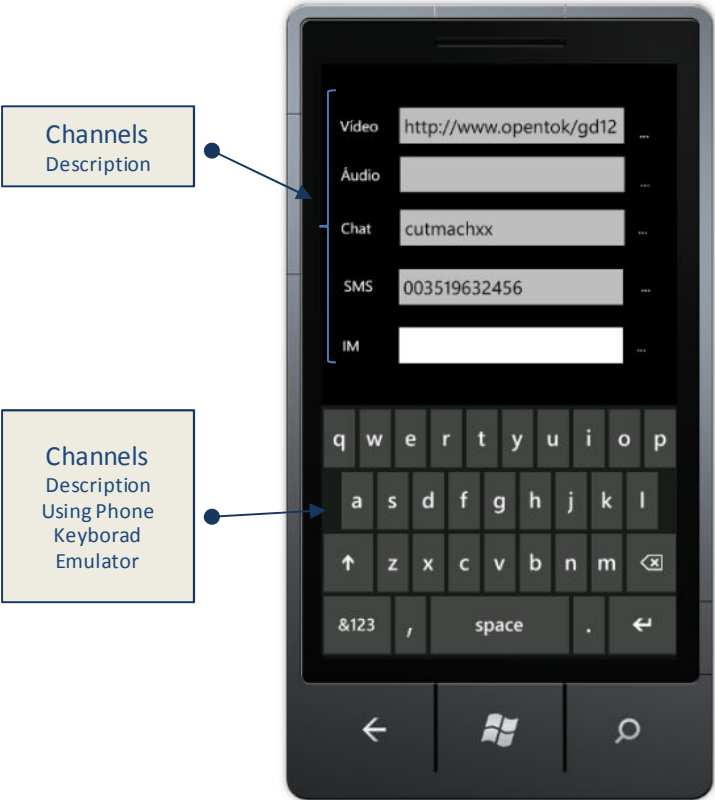 Channels
Description
Vídeo http://www.opentok/gd12 ...
Áudio ...
Chat cutmachxx ...
SMS 003519632456 ...
IM ...
Channels
Description
Using Phone
Keyborad
Emulator
q w e r t y u i o p
a s d f g h j k l
z x c v b n m
&123 , space .